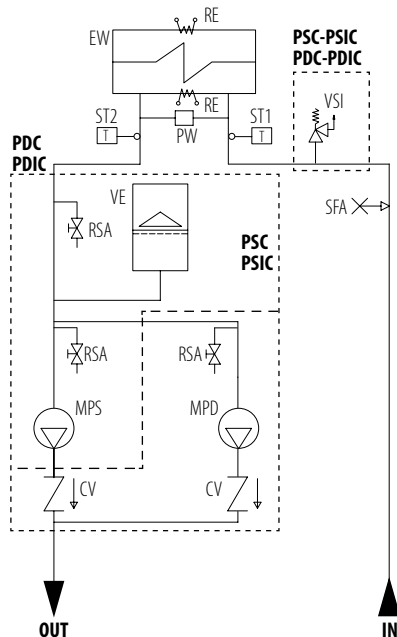 RE
EW
PSC-PSIC
PDC-PDIC
RE
ST2
ST1
VSI
T
PW
T
PDC
PDIC
VE
SFA
RSA
PSC
PSIC
RSA
RSA
MPS
MPD
CV
CV
OUT
IN